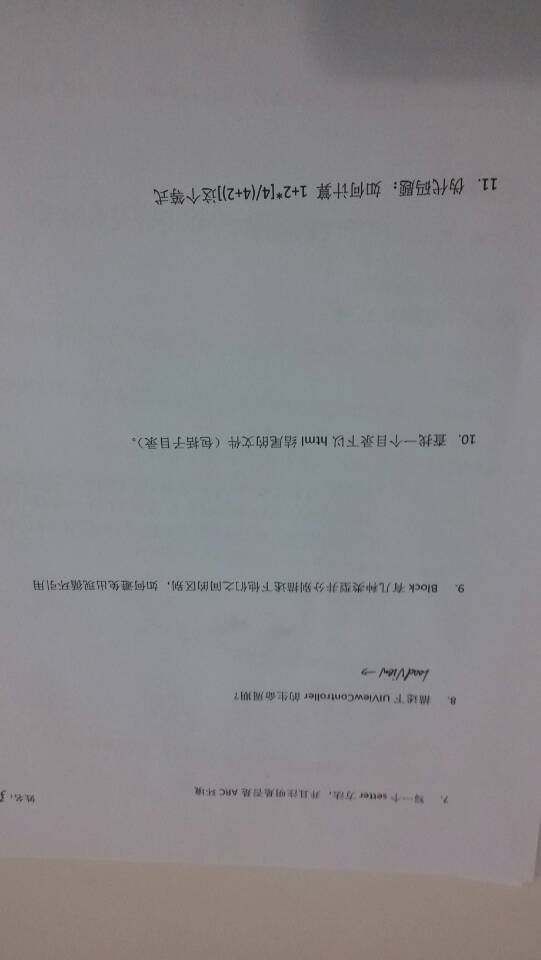 姓名：
7. 写一个 setter 方法，并且注明是否是 ARC 环境
8. 描述下 UIViewController 的生命周期？
loadView →
9. Block 有几种类型并分别描述下他们之间的区别，如何避免出现循环引用
10. 查找一个目录下以 html 结尾的文件（包括子目录）。
11. 伪代码题：如何计算 1+2*[4/(4+2)]这个等式